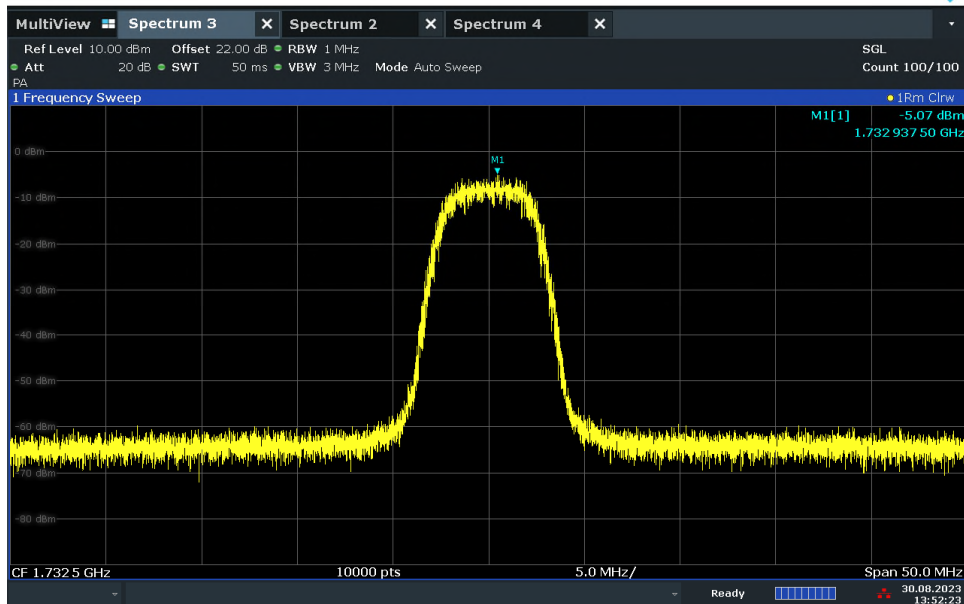 MultiView Spectrum 3 X Spectrum 2 X Spectrum 4 X
Ref Level 10.00 dBm Offset 22.00 dB RBW 1 MHz SGL
Att 20 dB SWT 50 ms VBW 3 MHz Mode Auto Sweep Count 100/100
PA
1 Frequency Sweep 1Rm Clrw
M1[1] -5.07 dBm
1.732 937 50 GHz
0 dBm
M1
-10 dBm
-20 dBm
-30 dBm
-40 dBm
-50 dBm
-60 dBm
-70 dBm
-80 dBm
CF 1.732 5 GHz 10000 pts 5.0 MHz/ Span 50.0 MHz
Ready 30.08.2023
13:52:23